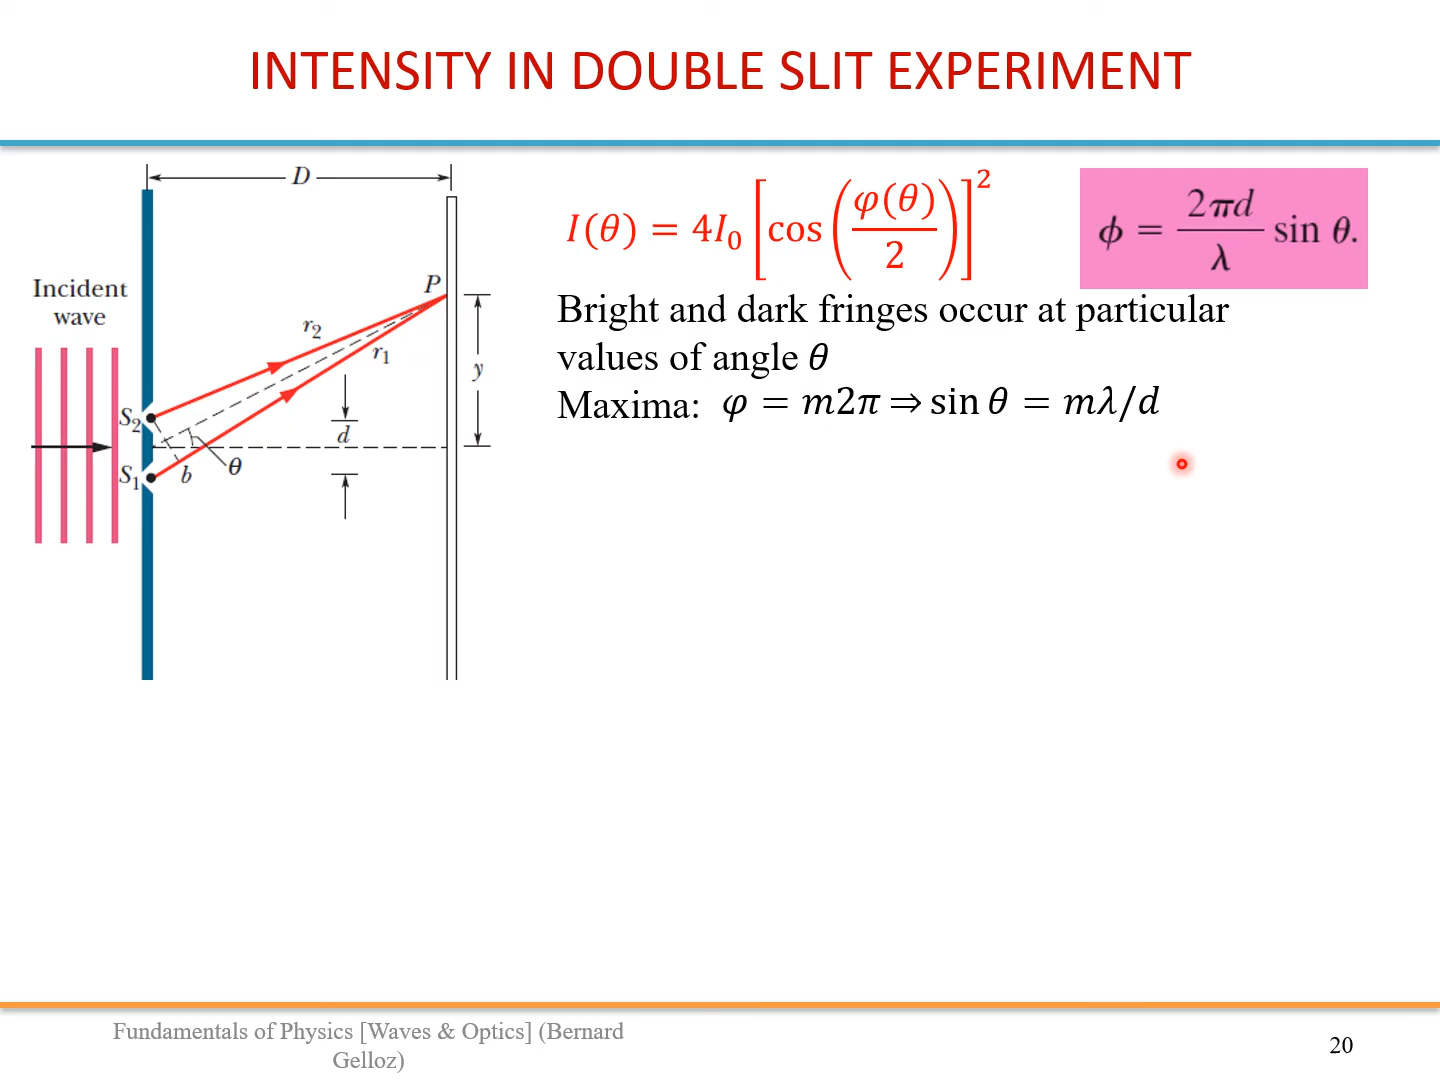 INTENSITY IN DOUBLE SLIT EXPERIMENT
D
I(θ) = 4I₀ [cos(φ(θ)/2)]²
ϕ = 2πd/λ sin θ.
Incident
wave
P
r₂
r₁
y
S₂
d
S₁
b
θ
Bright and dark fringes occur at particular
values of angle θ
Maxima: φ = m2π ⇒ sin θ = mλ/d
Fundamentals of Physics [Waves & Optics] (Bernard
Gelloz)
20